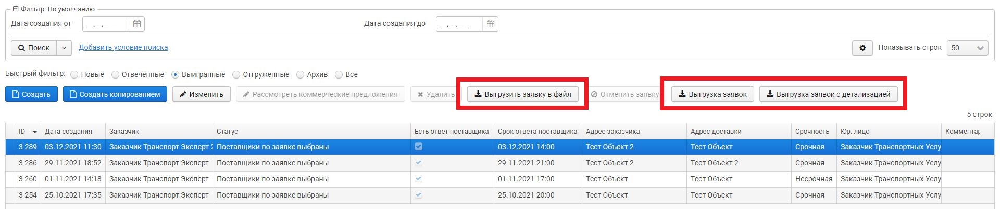 Фильтр: По умолчанию
Дата создания от __.__.____ Дата создания до __.__.____
Поиск Добавить условие поиска Показывать строк 50
Быстрый фильтр: Новые Отвеченные Выигранные Отгруженные Архив Все
Создать Создать копированием Изменить Рассмотреть коммерческие предложения Удалить Выгрузить заявку в файл Отменить заявку Выгрузка заявок Выгрузка заявок с детализацией
5 строк
ID Дата создания Заказчик Статус Есть ответ поставщика Срок ответа поставщика Адрес заказчика Адрес доставки Срочность Юр. лицо Комментар
3 289 03.12.2021 11:30 Заказчик Транспорт Эксперт 2 Поставщики по заявке выбраны 03.12.2021 14:00 Тест Объект 2 Тест Объект Срочная Заказчик Транспортных Услу
3 286 29.11.2021 18:52 Заказчик Транспорт Эксперт Поставщики по заявке выбраны 29.11.2021 21:00 Тест Объект 2 Тест Объект 2 Срочная Заказчик Транспортных Услу
3 260 01.11.2021 14:18 Заказчик Транспорт Эксперт Поставщики по заявке выбраны 01.11.2021 17:00 Тест Объект Тест Объект Несрочная Заказчик Транспортных Услу
3 254 25.10.2021 17:35 Заказчик Транспорт Эксперт Поставщики по заявке выбраны 25.10.2021 20:00 Тест Объект Тест Объект Срочная Заказчик Транспортных Услу